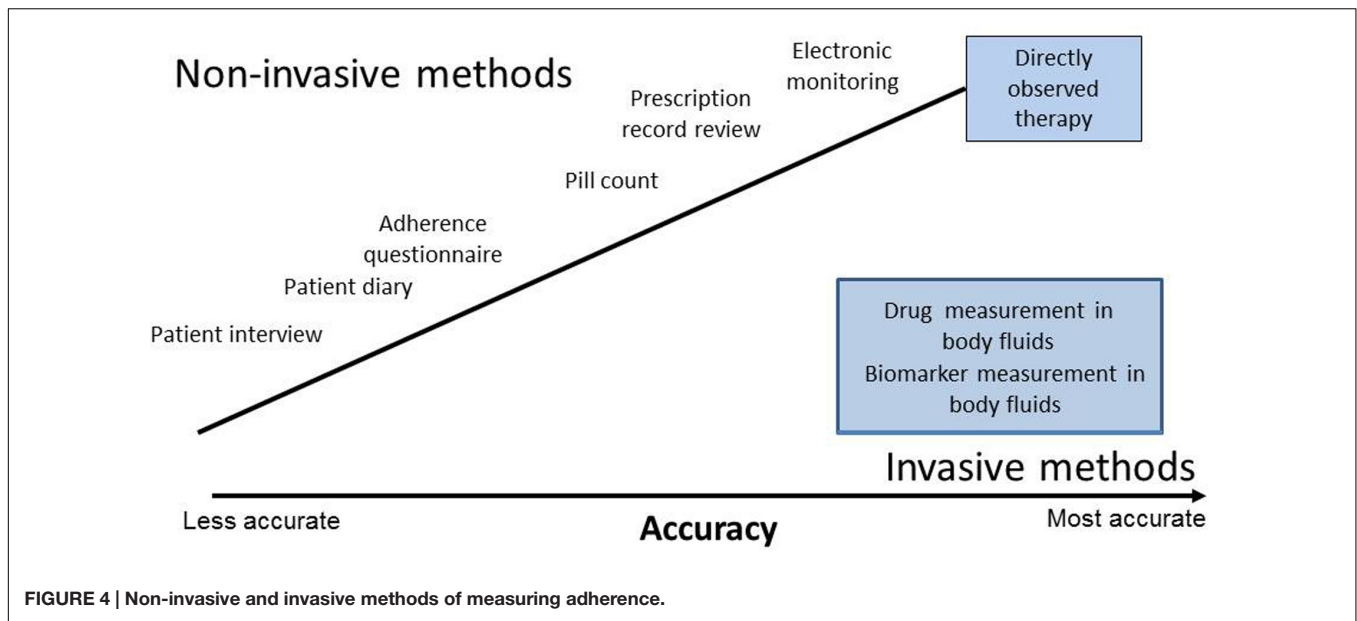 Non-invasive methods
Electronic
monitoring
Directly
observed
therapy
Prescription
record review
Pill count
Adherence
questionnaire
Patient diary
Patient interview
Drug measurement in
body fluids
Biomarker measurement in
body fluids
Invasive methods
Less accurate
Accuracy
Most accurate
FIGURE 4 | Non-invasive and invasive methods of measuring adherence.